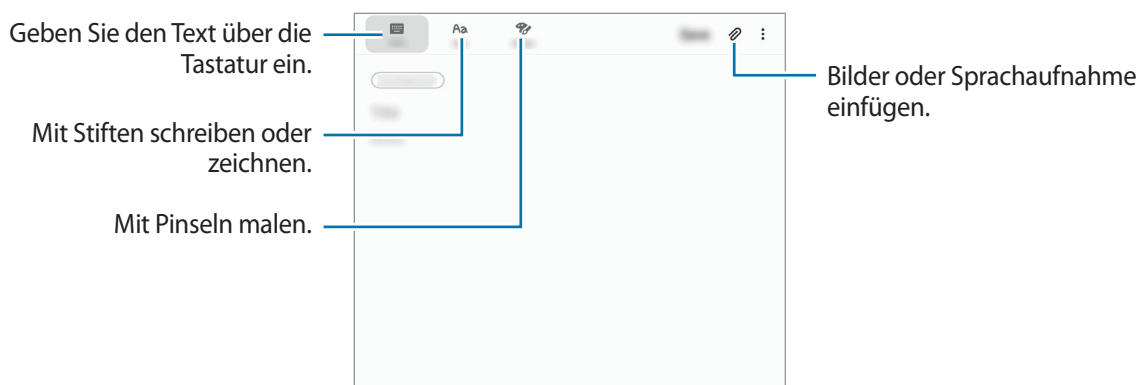 Geben Sie den Text über die
Tastatur ein.
Mit Stiften schreiben oder
zeichnen.
Mit Pinseln malen.
Aa
Bilder oder Sprachaufnahme
einfügen.